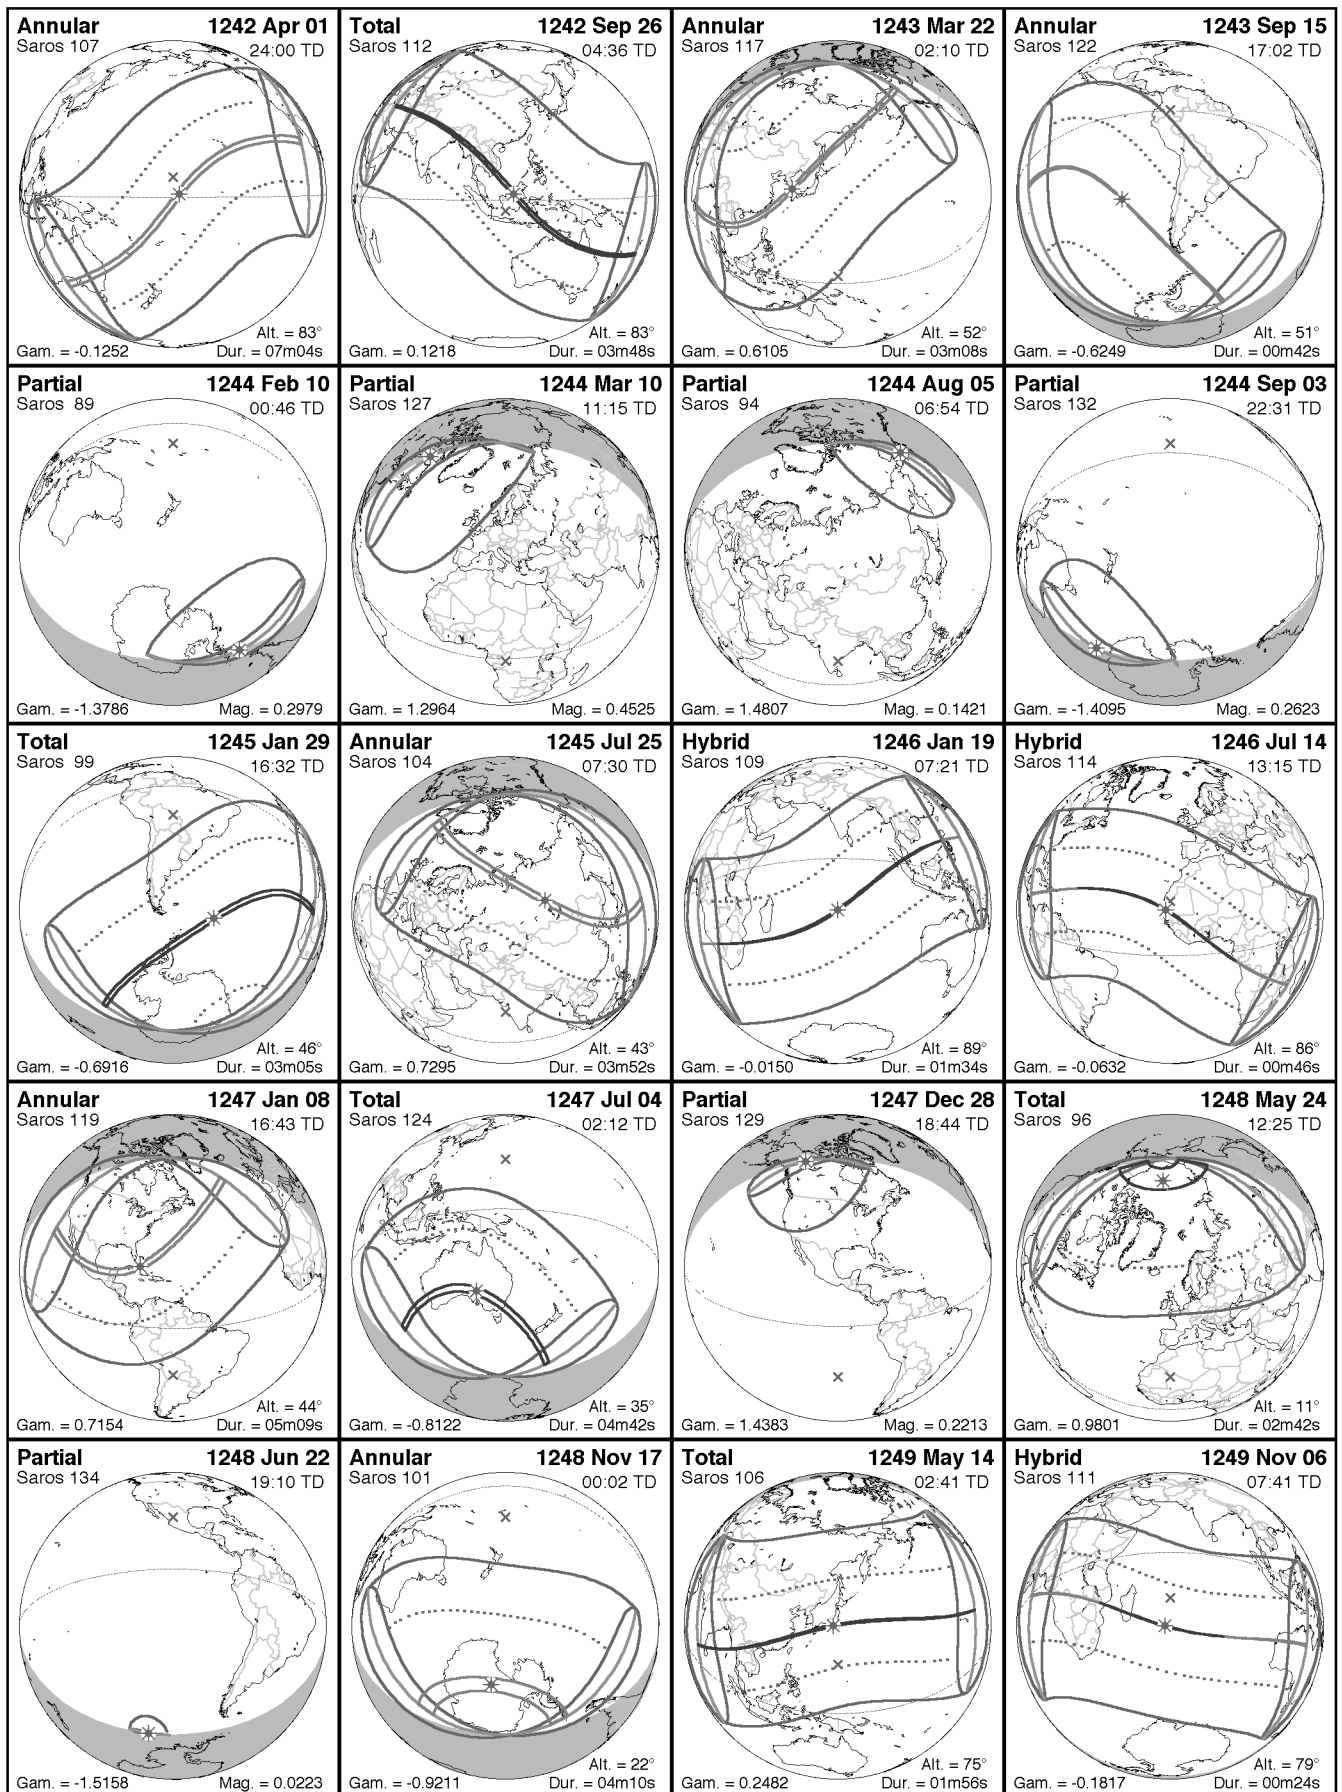 Annular 1242 Apr 01
Saros 107 24:00 TD
Alt. = 83°
Gam. = -0.1252 Dur. = 07m04s
Total 1242 Sep 26
Saros 112 04:36 TD
Alt. = 83°
Gam. = 0.1218 Dur. = 03m48s
Annular 1243 Mar 22
Saros 117 02:10 TD
Alt. = 52°
Gam. = 0.6105 Dur. = 03m08s
Annular 1243 Sep 15
Saros 122 17:02 TD
Alt. = 51°
Gam. = -0.6249 Dur. = 00m42s
Partial 1244 Feb 10
Saros 89 00:46 TD
Gam. = -1.3786 Mag. = 0.2979
Partial 1244 Mar 10
Saros 127 11:15 TD
Gam. = 1.2964 Mag. = 0.4525
Partial 1244 Aug 05
Saros 94 06:54 TD
Gam. = 1.4807 Mag. = 0.1421
Partial 1244 Sep 03
Saros 132 22:31 TD
Gam. = -1.4095 Mag. = 0.2623
Total 1245 Jan 29
Saros 99 16:32 TD
Alt. = 46°
Gam. = -0.6916 Dur. = 03m05s
Annular 1245 Jul 25
Saros 104 07:30 TD
Alt. = 43°
Gam. = 0.7295 Dur. = 03m52s
Hybrid 1246 Jan 19
Saros 109 07:21 TD
Alt. = 89°
Gam. = -0.0150 Dur. = 01m34s
Hybrid 1246 Jul 14
Saros 114 13:15 TD
Alt. = 86°
Gam. = -0.0632 Dur. = 00m46s
Annular 1247 Jan 08
Saros 119 16:43 TD
Alt. = 44°
Gam. = 0.7154 Dur. = 05m09s
Total 1247 Jul 04
Saros 124 02:12 TD
Alt. = 35°
Gam. = -0.8122 Dur. = 04m42s
Partial 1247 Dec 28
Saros 129 18:44 TD
Gam. = 1.4383 Mag. = 0.2213
Total 1248 May 24
Saros 96 12:25 TD
Alt. = 11°
Gam. = 0.9801 Dur. = 02m42s
Partial 1248 Jun 22
Saros 134 19:10 TD
Gam. = -1.5158 Mag. = 0.0223
Annular 1248 Nov 17
Saros 101 00:02 TD
Alt. = 22°
Gam. = -0.9211 Dur. = 04m10s
Total 1249 May 14
Saros 106 02:41 TD
Alt. = 75°
Gam. = 0.2482 Dur. = 01m56s
Hybrid 1249 Nov 06
Saros 111 07:41 TD
Alt. = 79°
Gam. = -0.1817 Dur. = 00m24s